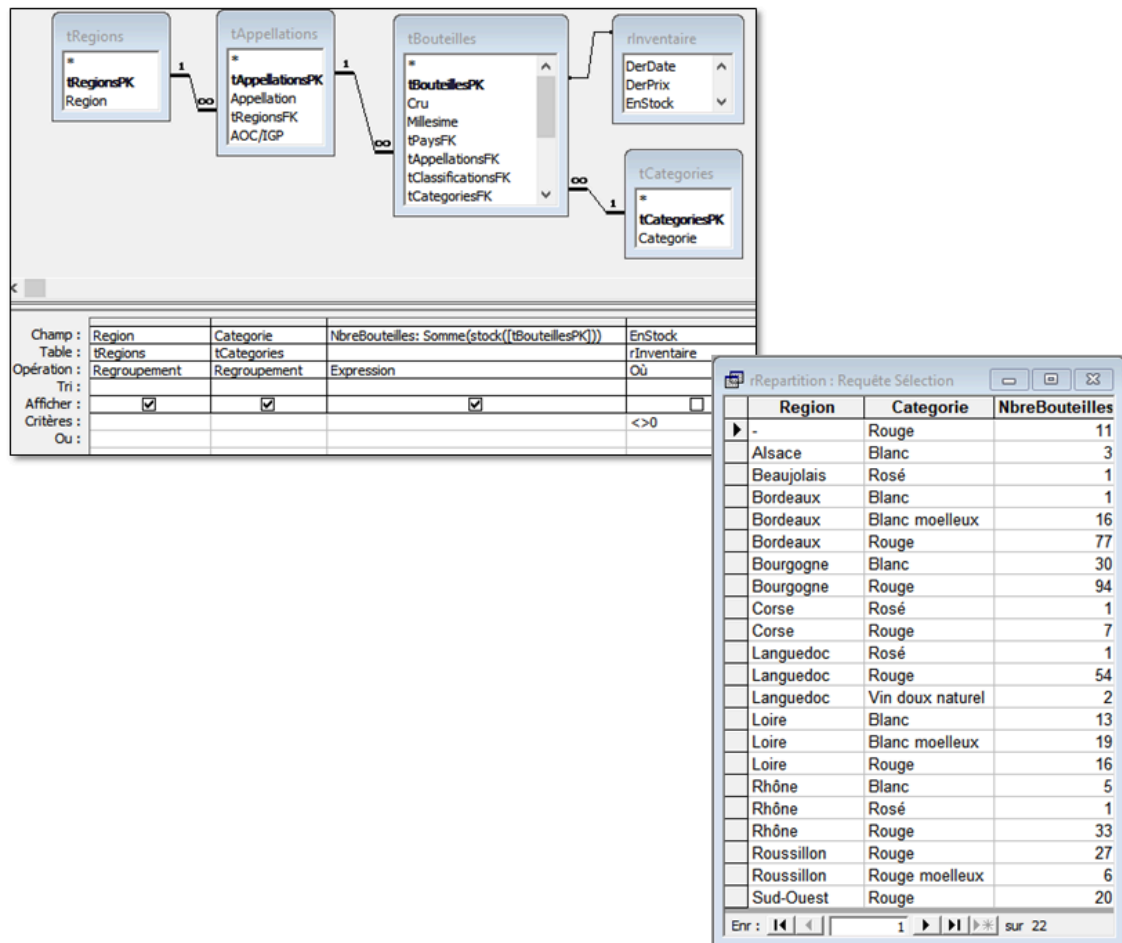 tRegions
*
tRegionsPK
Region
tAppellations
*
tAppellationsPK
Appellation
tRegionsFK
AOC/IGP
tBouteilles
*
tBouteillesPK
Cru
Millesime
tPaysFK
tAppellationsFK
tClassificationsFK
tCategoriesFK
rInventaire
DerDate
DerPrix
EnStock
tCategories
*
tCategoriesPK
Categorie
1 ∞
1 ∞
∞ 1
Champ : Region Categorie NbreBouteilles: Somme(stock([tBouteillesPK])) EnStock
Table : tRegions tCategories rInventaire
Opération : Regroupement Regroupement Expression Où
Tri :
Afficher :
Critères : <>0
Ou :
rRepartition : Requête Sélection
Region Categorie NbreBouteilles
- Rouge 11
Alsace Blanc 3
Beaujolais Rosé 1
Bordeaux Blanc 1
Bordeaux Blanc moelleux 16
Bordeaux Rouge 77
Bourgogne Blanc 30
Bourgogne Rouge 94
Corse Rosé 1
Corse Rouge 7
Languedoc Rosé 1
Languedoc Rouge 54
Languedoc Vin doux naturel 2
Loire Blanc 13
Loire Blanc moelleux 19
Loire Rouge 16
Rhône Blanc 5
Rhône Rosé 1
Rhône Rouge 33
Roussillon Rouge 27
Roussillon Rouge moelleux 6
Sud-Ouest Rouge 20
Enr : 1 sur 22